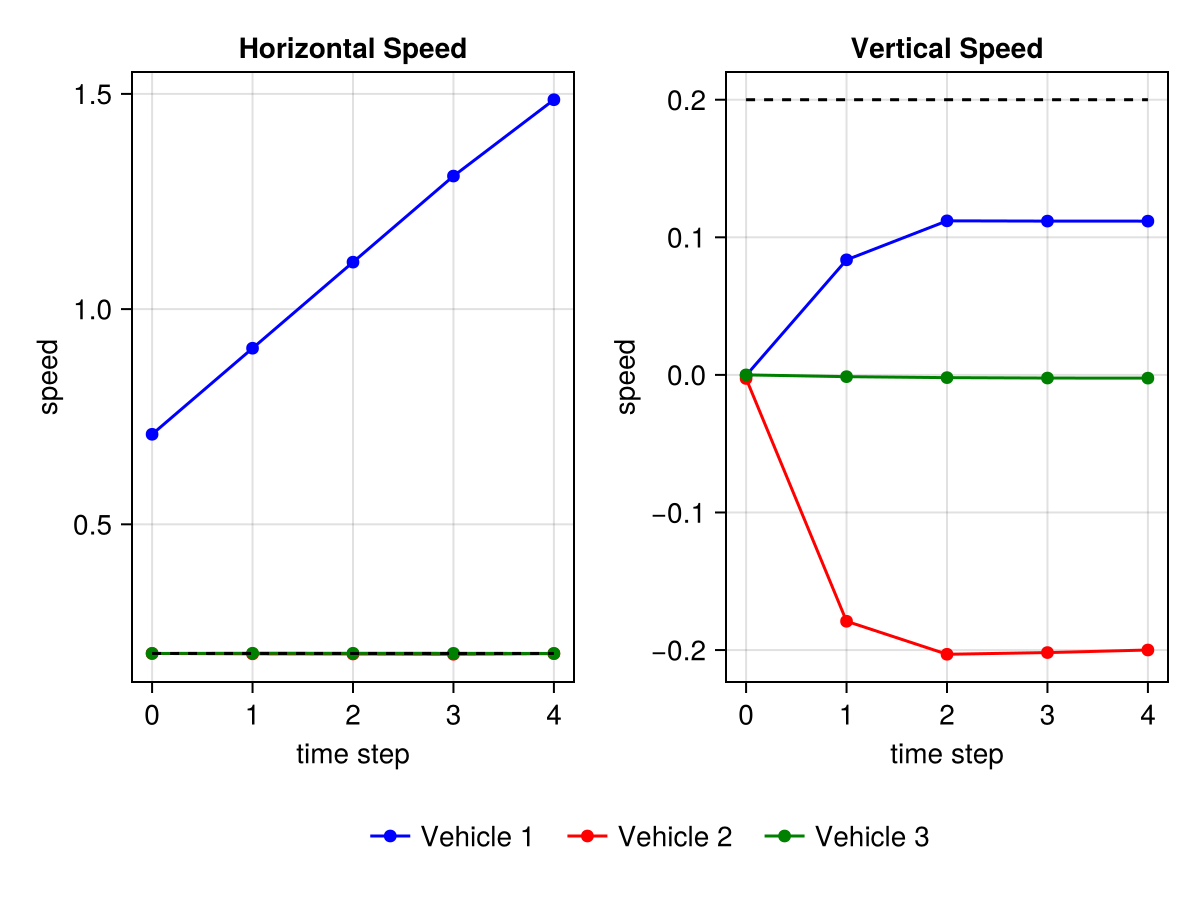 Horizontal Speed
Vertical Speed
1.5
1.0
0.5
speed
0
1
2
3
4
time step
0.2
0.1
0.0
−0.1
−0.2
speed
0
1
2
3
4
time step
Vehicle 1
Vehicle 2
Vehicle 3